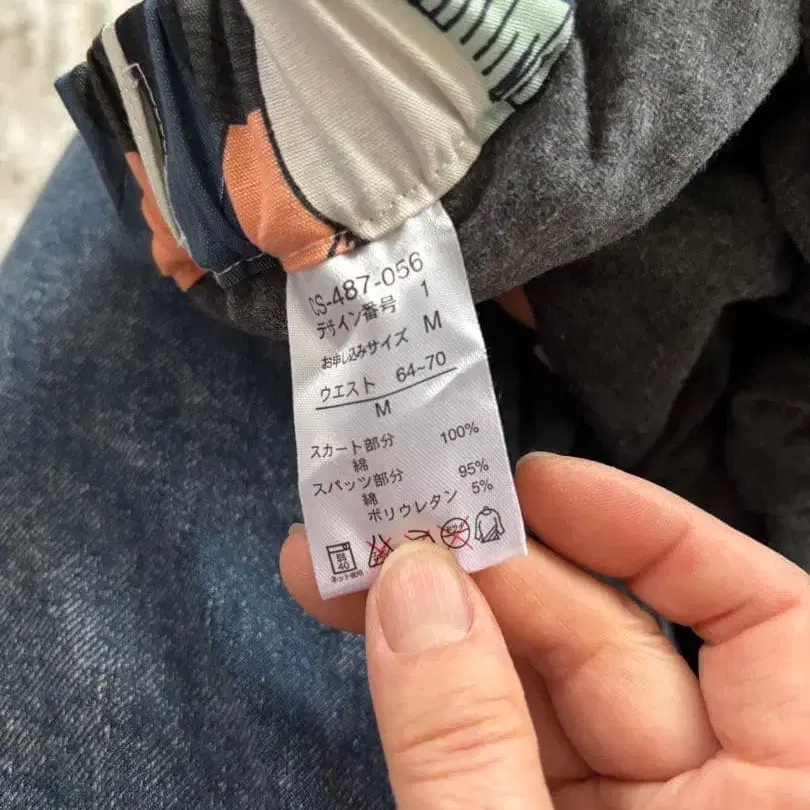 CS-487-056
デザイン番号 1
お申し込みサイズ M
ウエスト 64~70
M
スカート部分
綿 100%
スパッツ部分
綿 95%
ポリウレタン 5%
弱
40
ネット使用